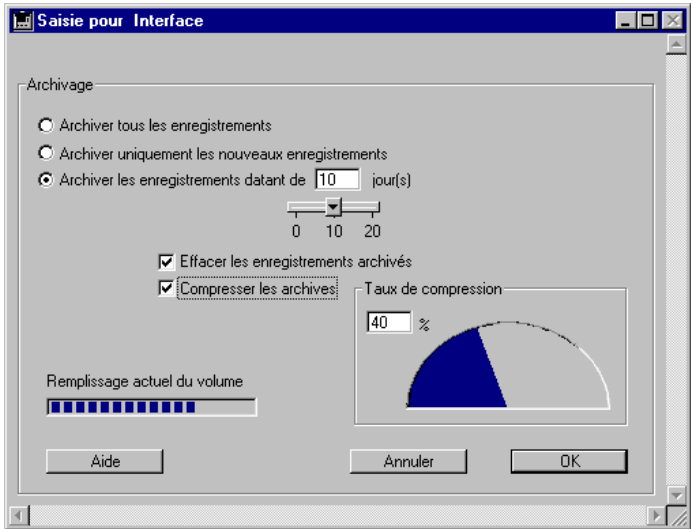 Saisie pour Interface
Archivage
Archiver tous les enregistrements
Archiver uniquement les nouveaux enregistrements
Archiver les enregistrements datant de 10 jour(s)
0 10 20
Effacer les enregistrements archivés
Compresser les archives
Taux de compression
40 %
Remplissage actuel du volume
Aide Annuler OK